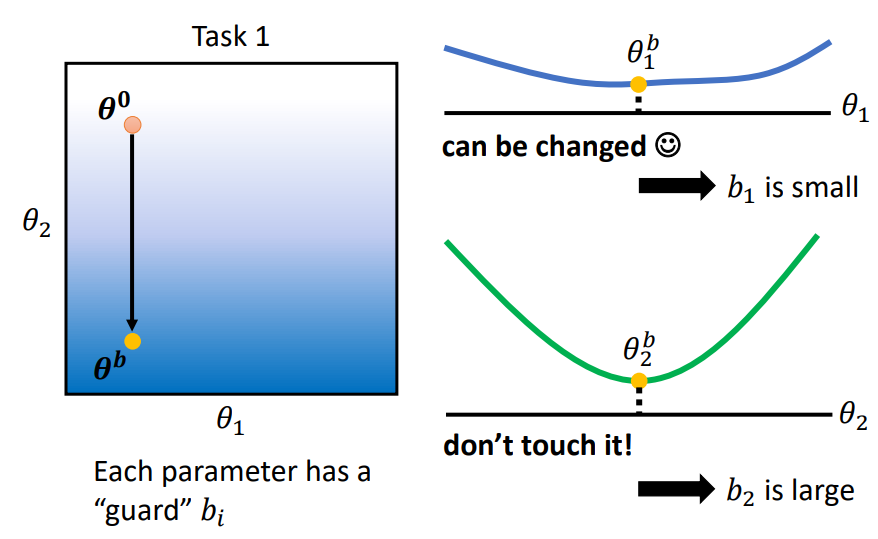 Task 1
θ⁰
θ₂
θᵇ
θ₁
Each parameter has a
“guard” bᵢ
θ₁ᵇ
θ₁
can be changed ☺
b₁ is small
θ₂ᵇ
θ₂
don’t touch it!
b₂ is large